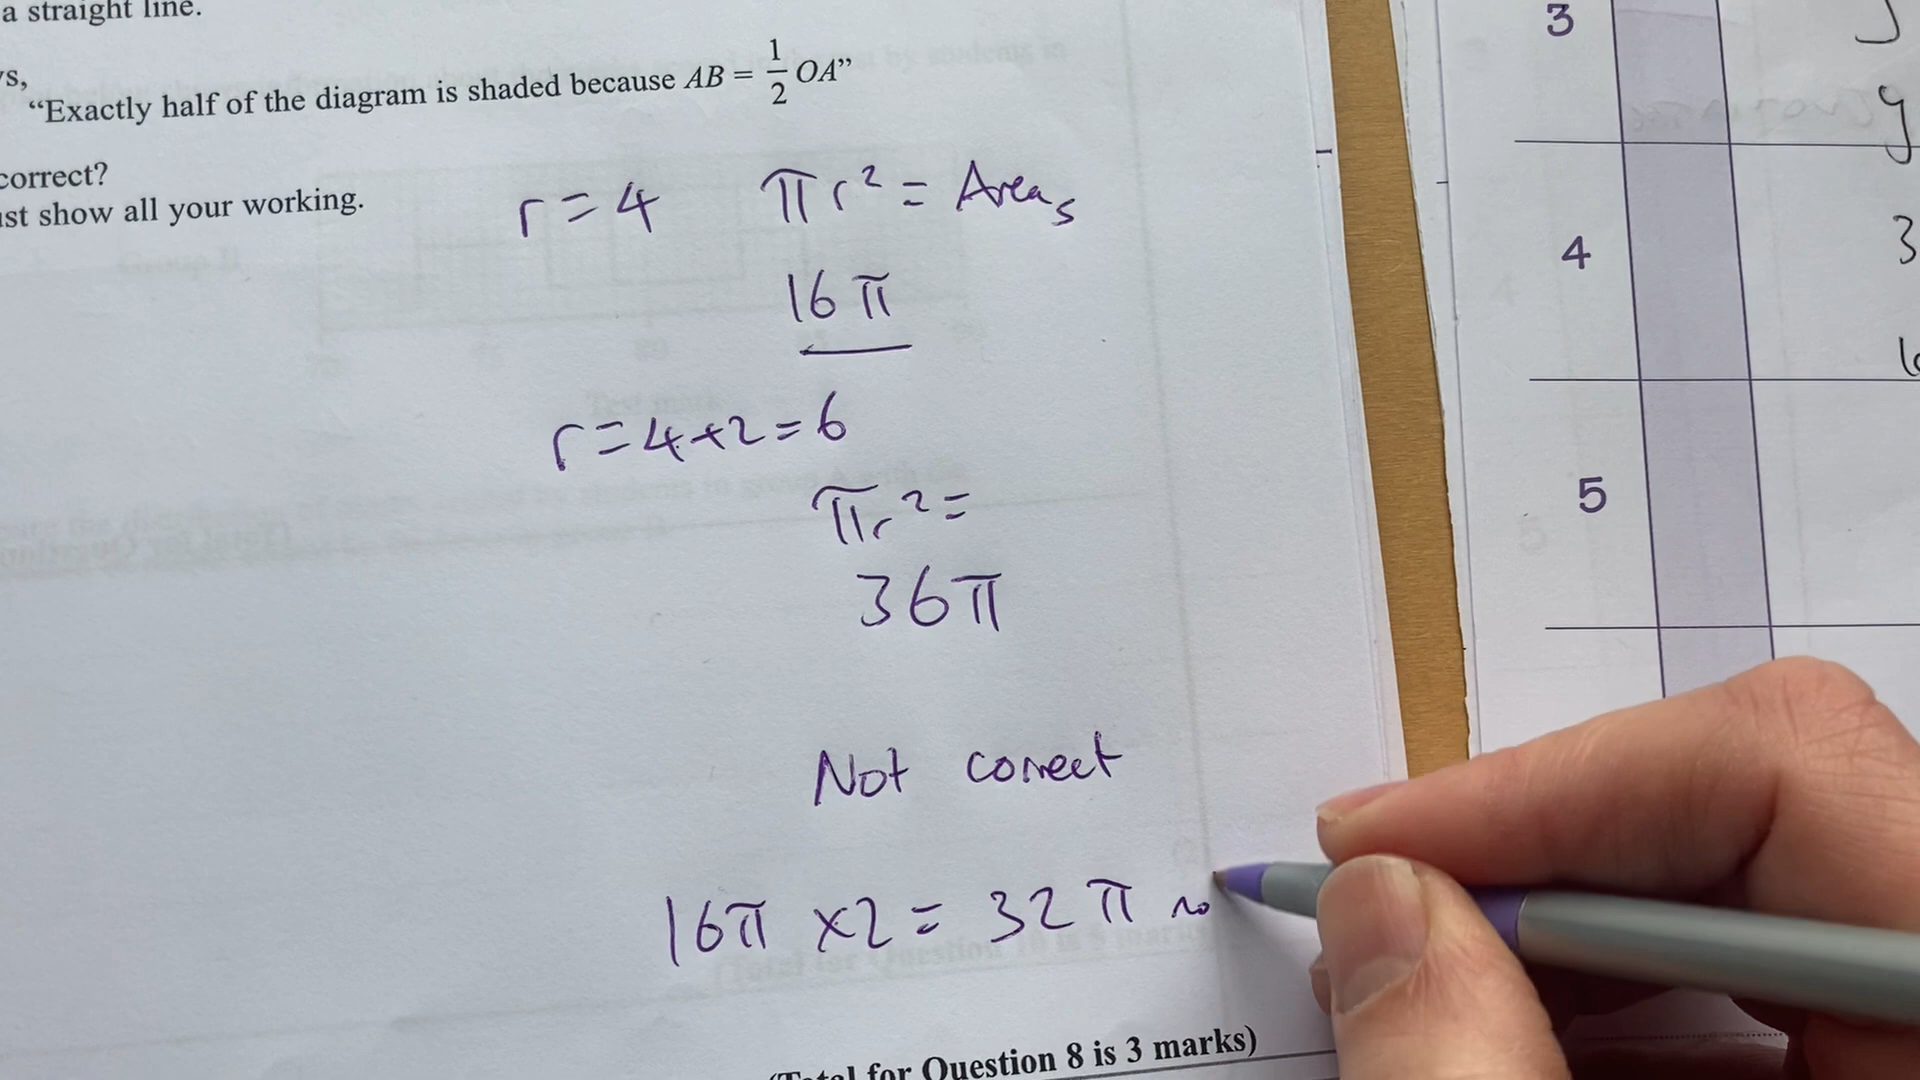 a straight line.
“Exactly half of the diagram is shaded because AB = 1/2 OA”
correct?
st show all your working.
r = 4 πr² = Areas
16π
r = 4 + 2 = 6
πr² =
36π
Not correct
16π × 2 = 32π no
(Total for Question 8 is 3 marks)
3
9
4
3
5